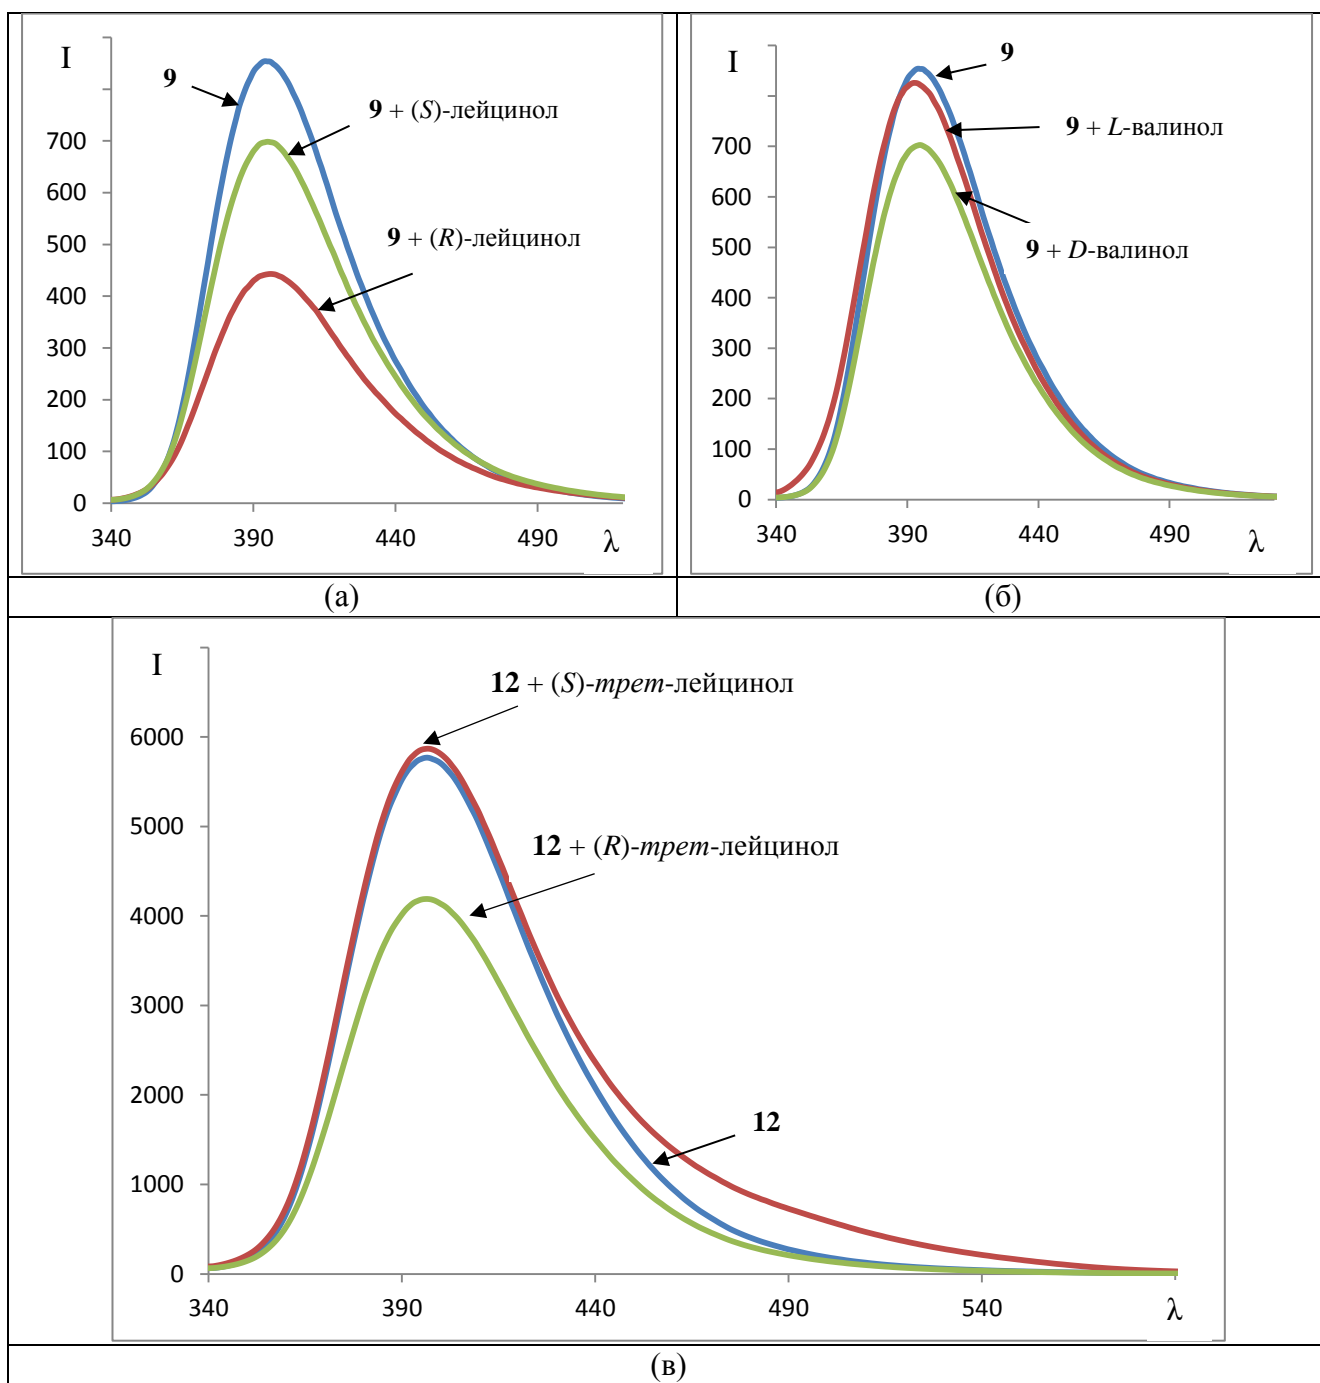 I
9
9 + (S)-лейцинол
9 + (R)-лейцинол
700
600
500
400
300
200
100
0
340
390
440
490
λ
(а)
I
9
9 + L-валинол
9 + D-валинол
700
600
500
400
300
200
100
0
340
390
440
490
λ
(б)
I
12 + (S)-трет-лейцинол
12 + (R)-трет-лейцинол
12
6000
5000
4000
3000
2000
1000
0
340
390
440
490
540
λ
(в)